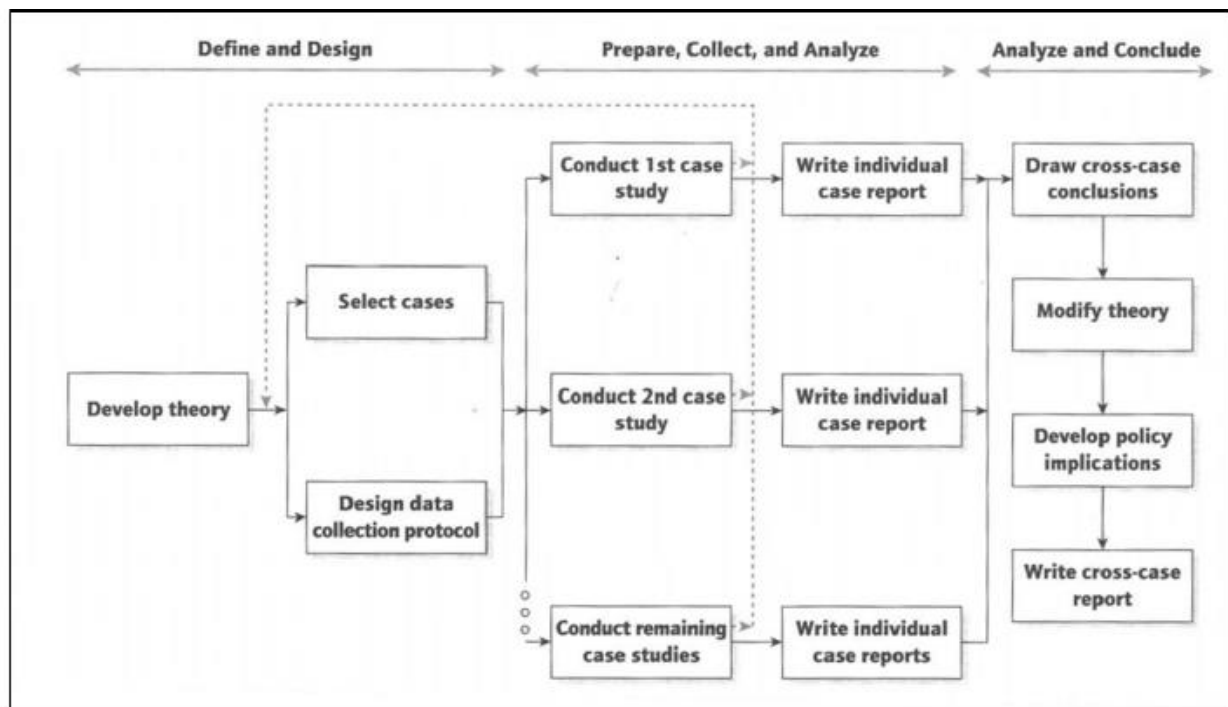 Define and Design
Prepare, Collect, and Analyze
Analyze and Conclude
Conduct 1st case
study
Write individual
case report
Draw cross-case
conclusions
Select cases
Modify theory
Develop theory
Conduct 2nd case
study
Write individual
case report
Develop policy
implications
Design data
collection protocol
Write cross-case
report
Conduct remaining
case studies
Write individual
case reports